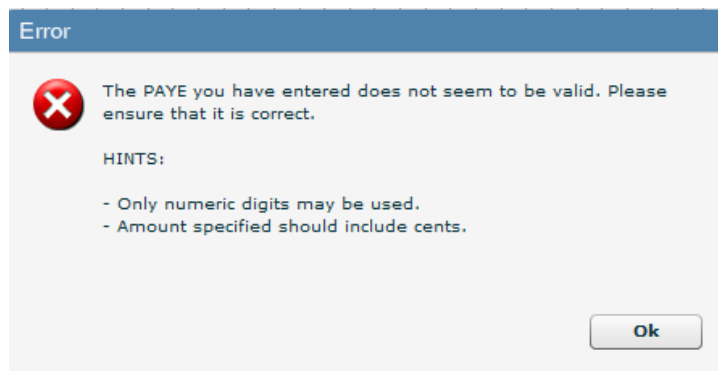 Error
The PAYE you have entered does not seem to be valid. Please
ensure that it is correct.
HINTS:
- Only numeric digits may be used.
- Amount specified should include cents.
Ok